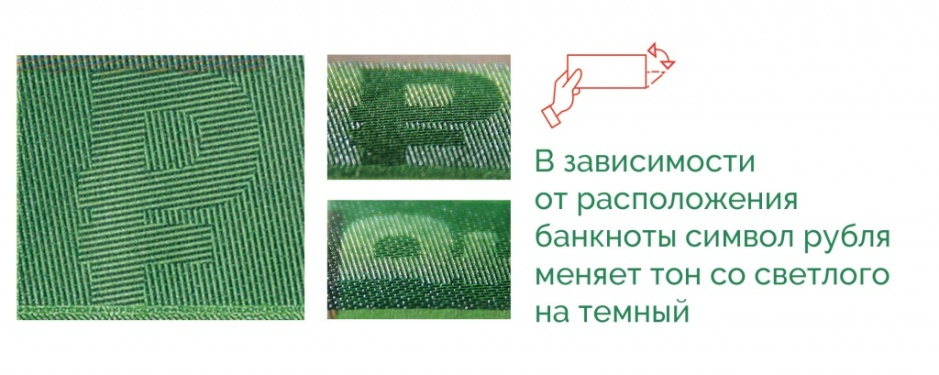 В зависимости
от расположения
банкноты символ рубля
меняет тон со светлого
на темный